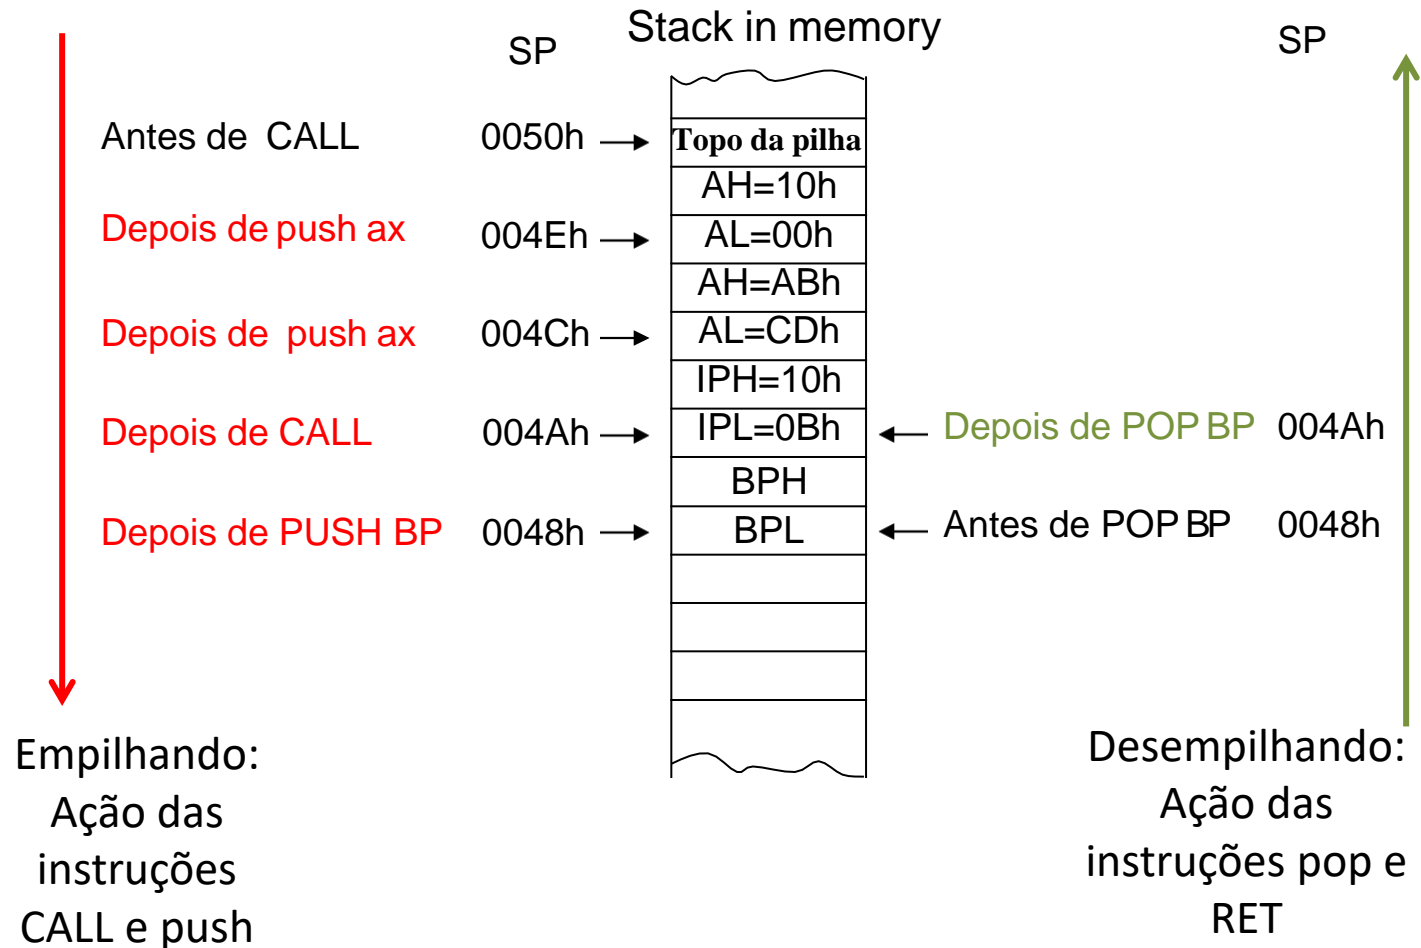 Stack in memory
SP
SP
Antes de CALL 0050h Topo da pilha
AH=10h
Depois de push ax 004Eh AL=00h
AH=ABh
Depois de push ax 004Ch AL=CDh
IPH=10h
Depois de CALL 004Ah IPL=0Bh Depois de POP BP 004Ah
BPH
Depois de PUSH BP 0048h BPL Antes de POP BP 0048h
Empilhando:
Ação das
instruções
CALL e push
Desempilhando:
Ação das
instruções pop e
RET